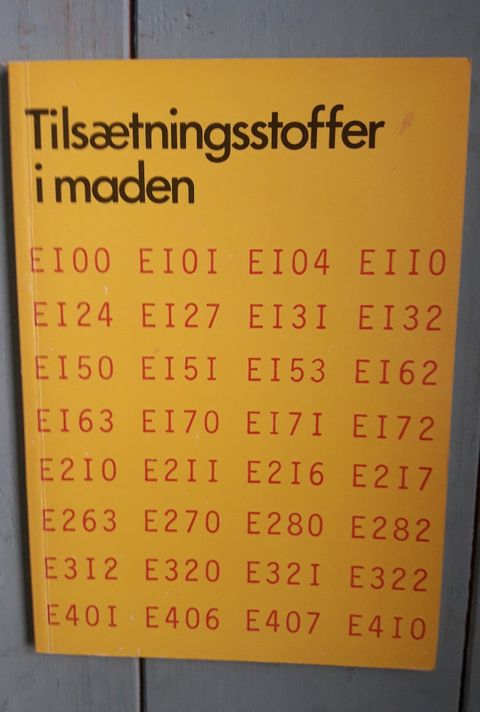 Tilsætningsstoffer
i maden
E100 E101 E104 E110
E124 E127 E131 E132
E150 E151 E153 E162
E163 E170 E171 E172
E210 E211 E216 E217
E263 E270 E280 E282
E312 E320 E321 E322
E401 E406 E407 E410